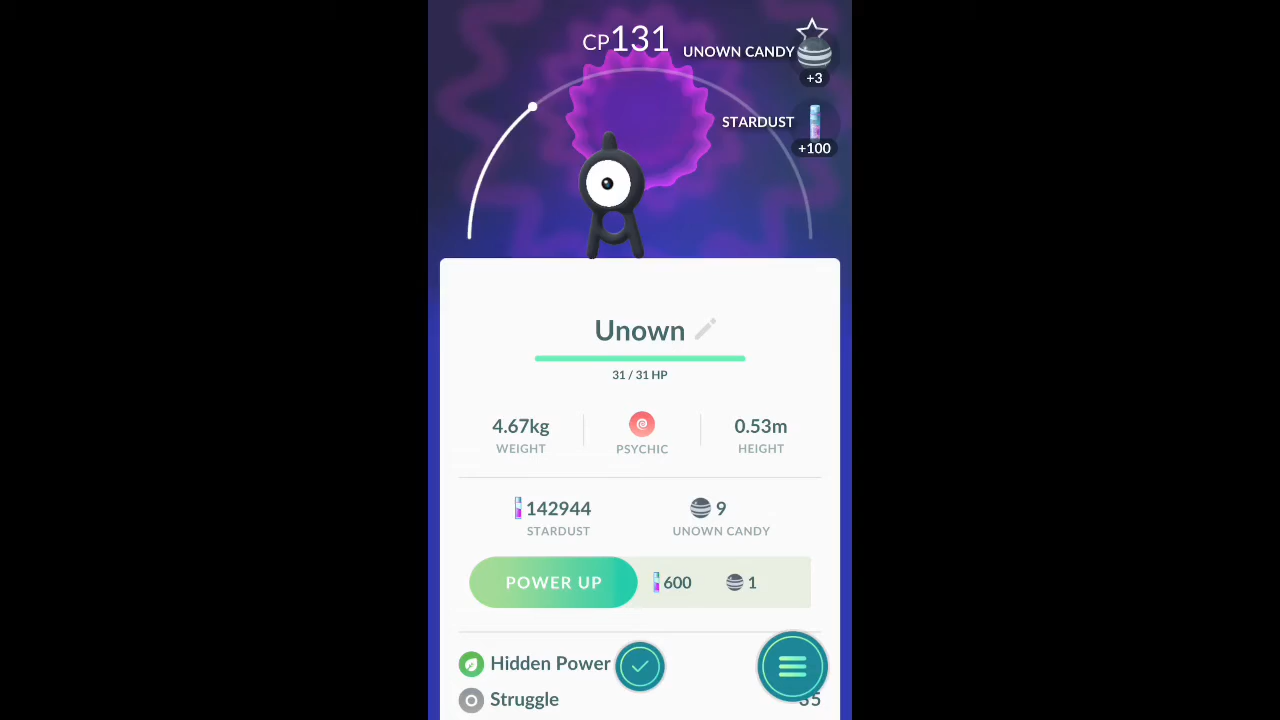 CP131
UNOWN CANDY
+3
STARDUST
+100
Unown
31 / 31 HP
4.67kg
WEIGHT
PSYCHIC
0.53m
HEIGHT
142944
STARDUST
9
UNOWN CANDY
POWER UP 600 1
Hidden Power
Struggle 35